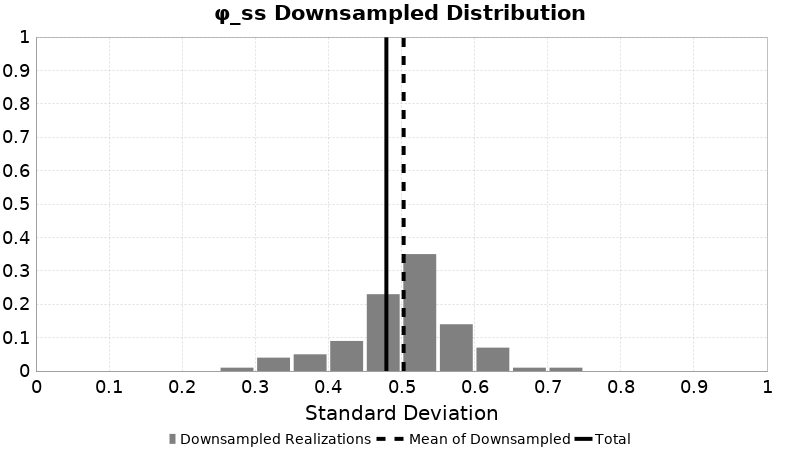 φ_ss Downsampled Distribution
1
0.9
0.8
0.7
0.6
0.5
0.4
0.3
0.2
0.1
0
0 0.1 0.2 0.3 0.4 0.5 0.6 0.7 0.8 0.9 1
Standard Deviation
Downsampled Realizations Mean of Downsampled Total